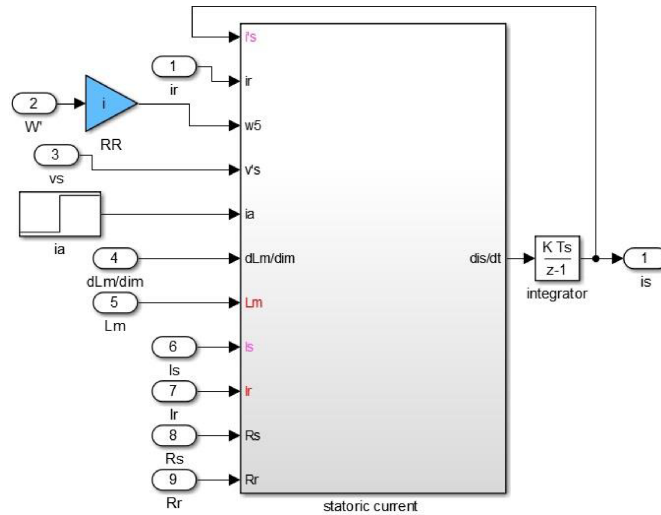 i's
1
ir
ir
2
W'
i
RR
w5
3
vs
v's
ia
ia
4
dLm/dim
dLm/dim
5
Lm
Lm
6
ls
ls
7
lr
lr
8
Rs
Rs
9
Rr
Rr
dis/dt
K Ts
z-1
integrator
1
is
statoric current